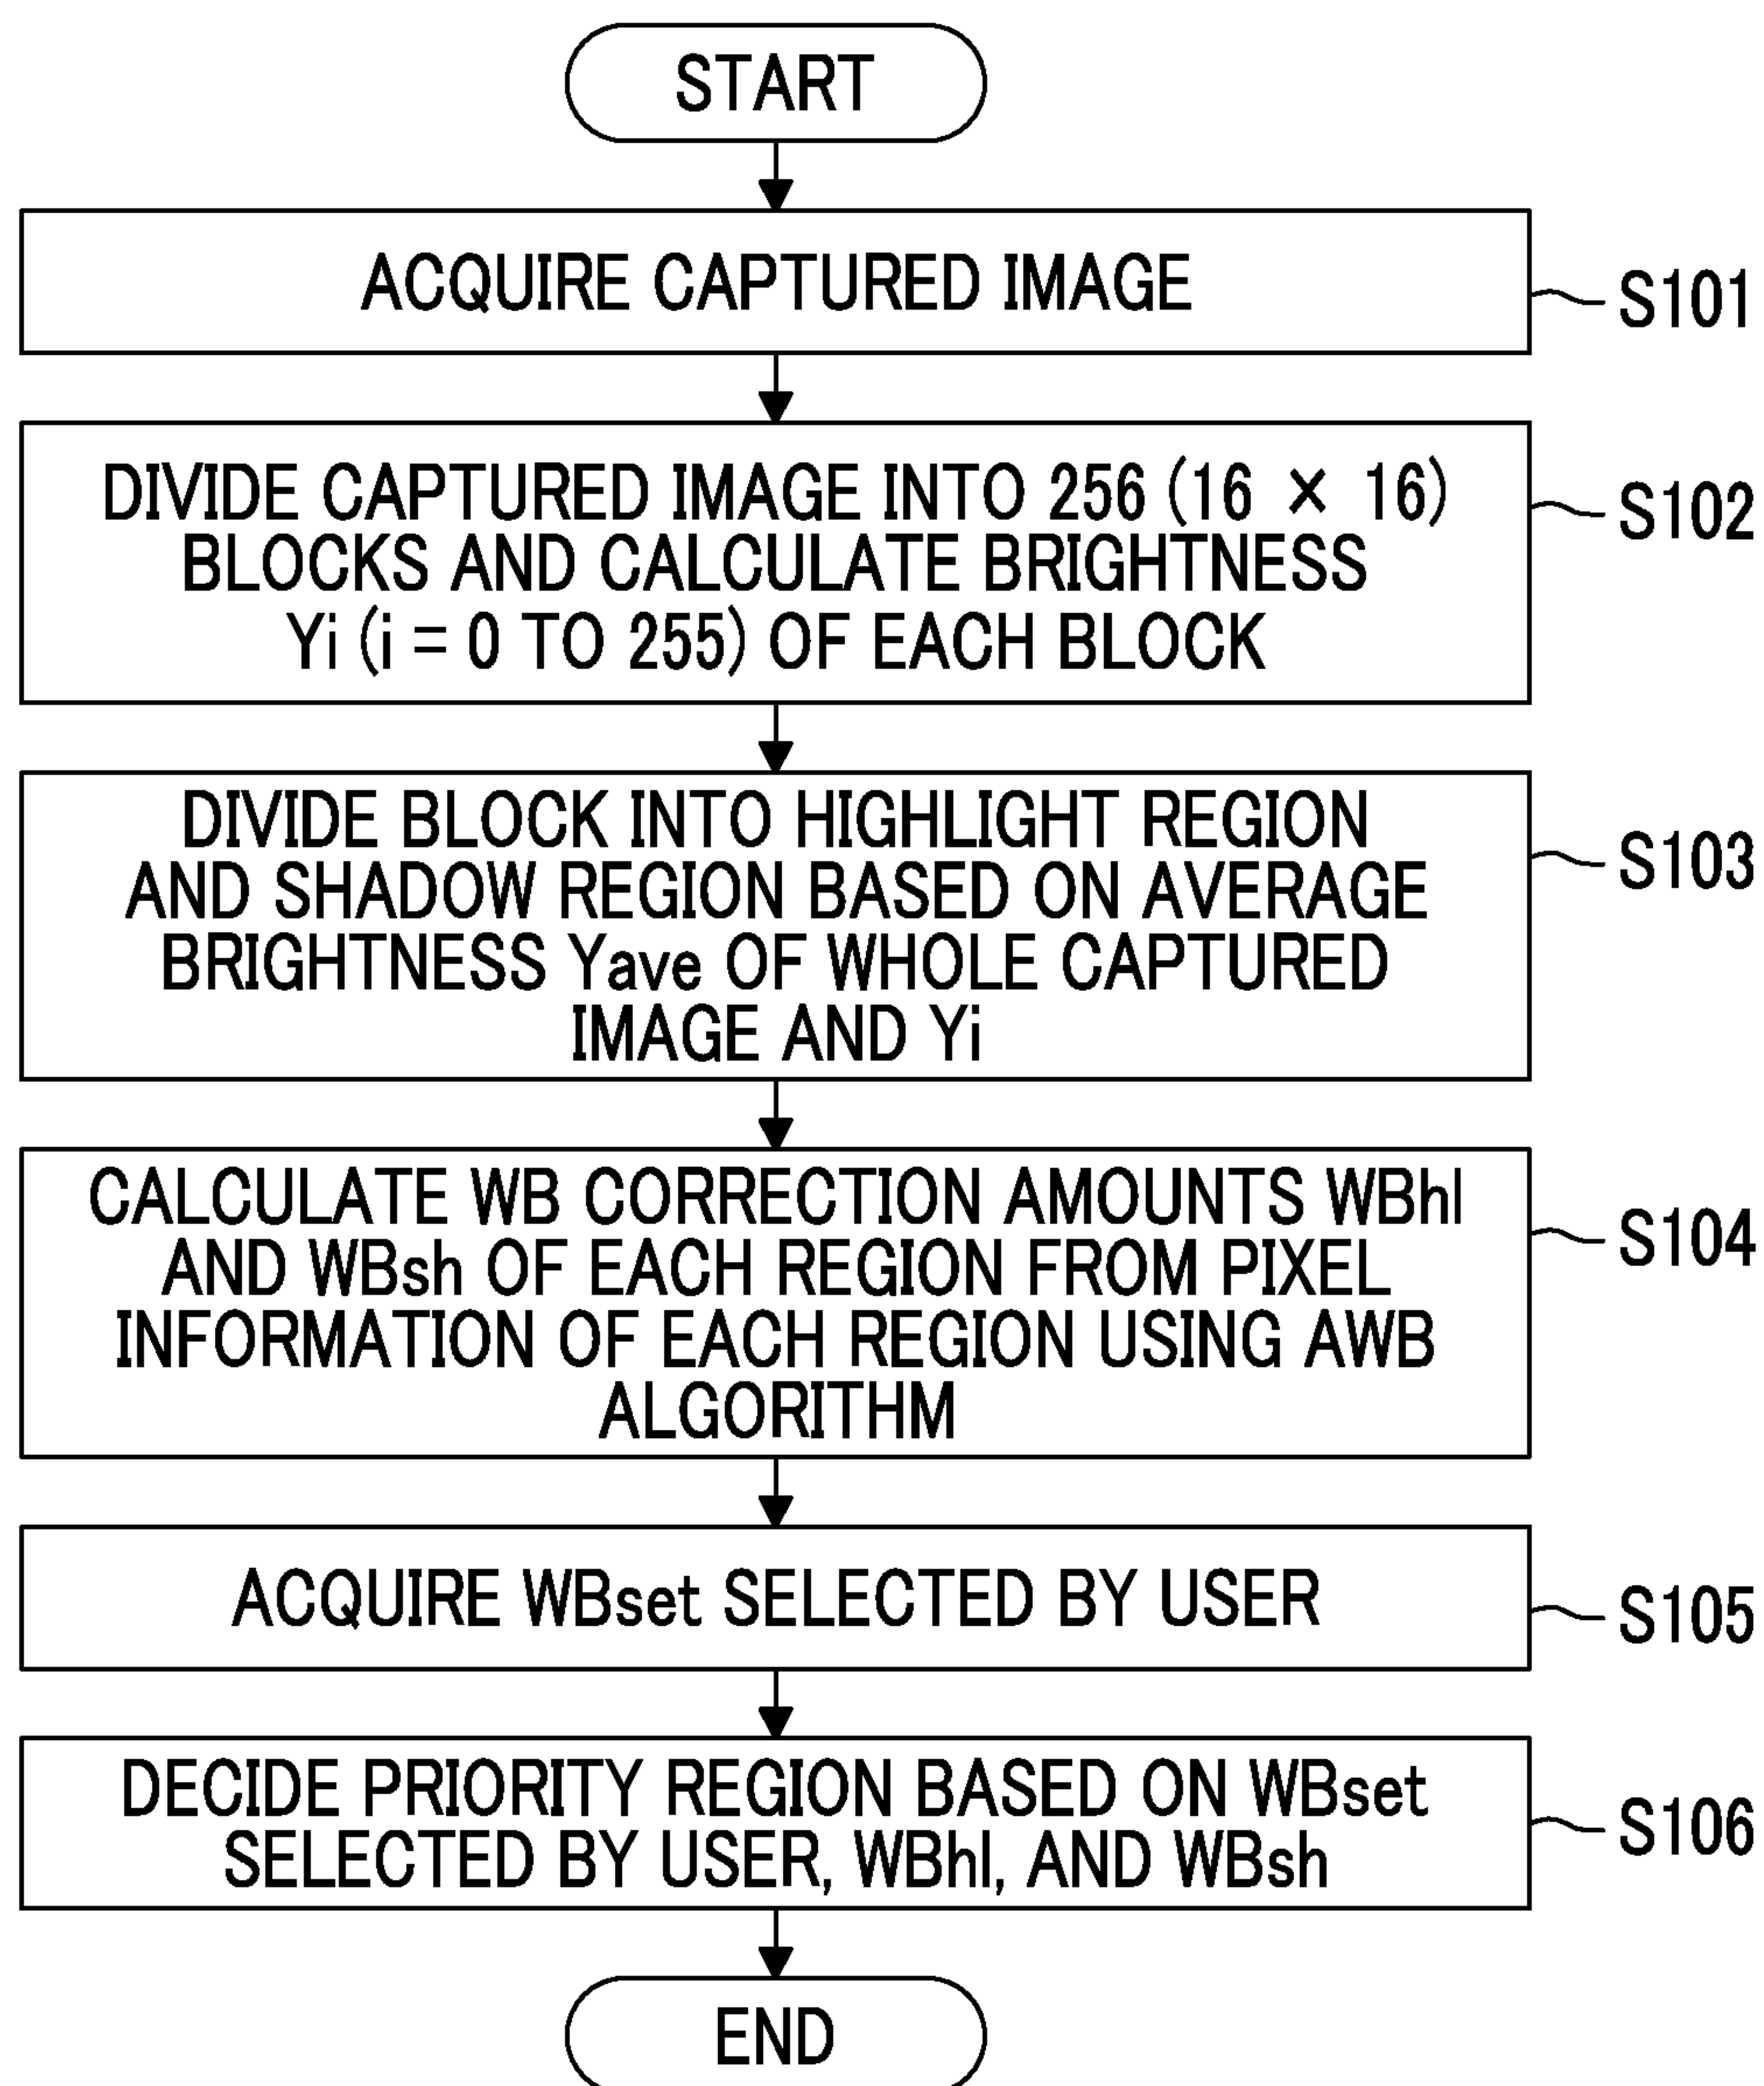 START
ACQUIRE CAPTURED IMAGE
S101
DIVIDE CAPTURED IMAGE INTO 256 (16 × 16)
BLOCKS AND CALCULATE BRIGHTNESS
Yi (i = 0 TO 255) OF EACH BLOCK
S102
DIVIDE BLOCK INTO HIGHLIGHT REGION
AND SHADOW REGION BASED ON AVERAGE
BRIGHTNESS Yave OF WHOLE CAPTURED
IMAGE AND Yi
S103
CALCULATE WB CORRECTION AMOUNTS WBhl
AND WBsh OF EACH REGION FROM PIXEL
INFORMATION OF EACH REGION USING AWB
ALGORITHM
S104
ACQUIRE WBset SELECTED BY USER
S105
DECIDE PRIORITY REGION BASED ON WBset
SELECTED BY USER, WBhl, AND WBsh
S106
END